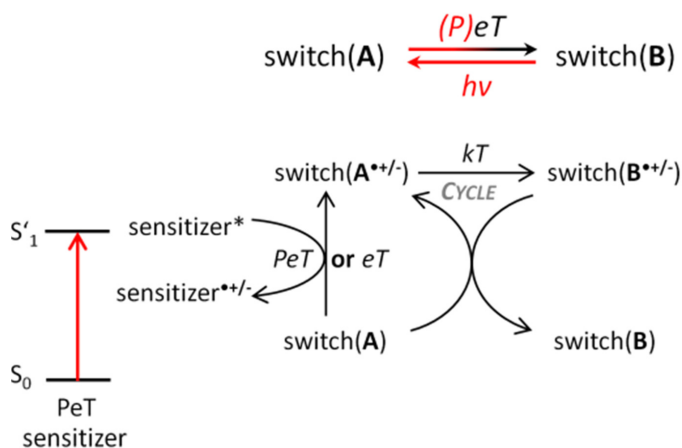 (P)eT
switch(A) switch(B)
hν
kT
switch(A•+/-) switch(B•+/-)
CYCLE
S'1 sensitizer*
PeT or eT
sensitizer•+/-
switch(A) switch(B)
S0
PeT
sensitizer